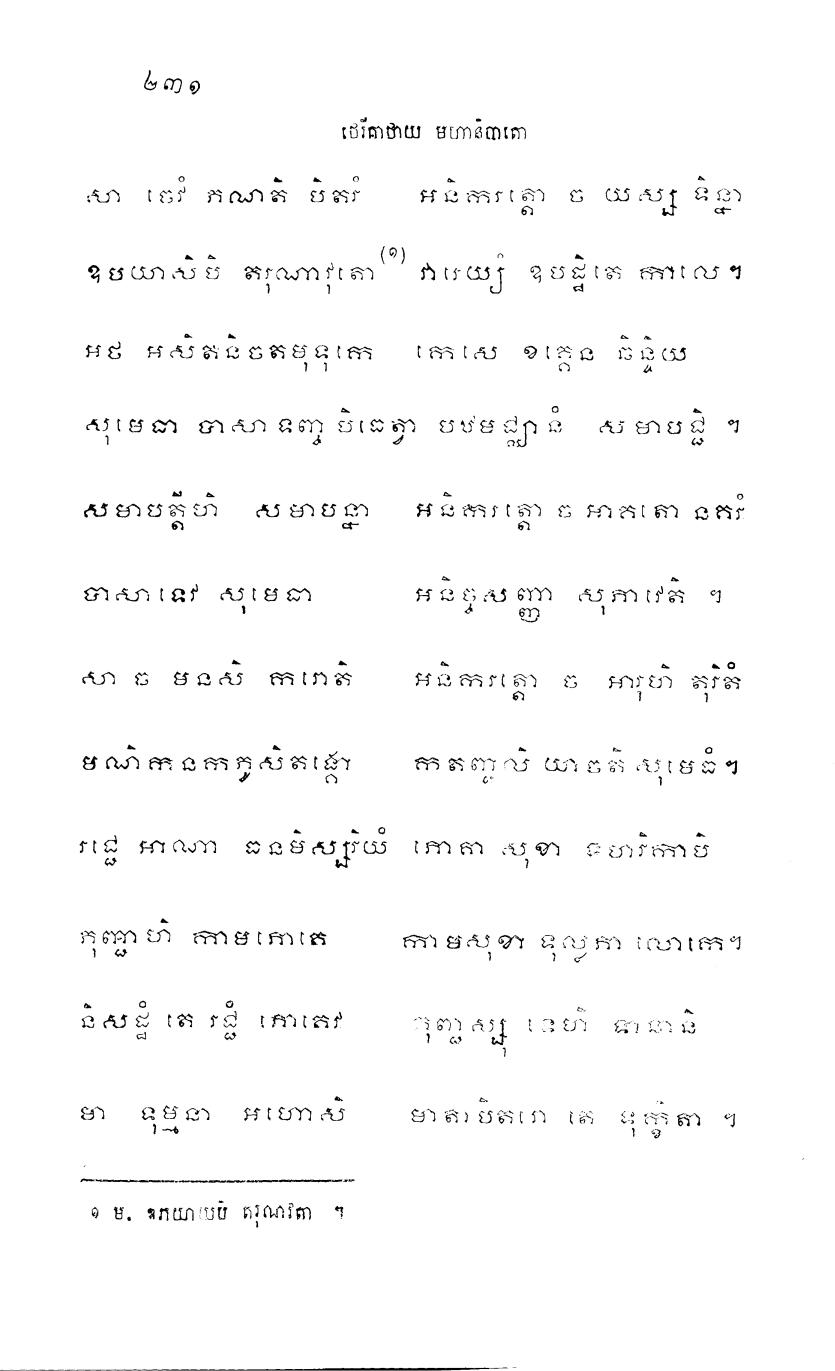 ២៣១
ថេរីគាថាយ មហានិបាតោ
សា ចេវំ ភណាតិ បិតរំ អនិករត្តោ ច យស្ស ទិន្នា
ឧបយាសិបិ តរុណាវុតោ(១) វារេយ្យំ ឧបដ្ឋិតេ កាលេ។
អថ អសិតនិចតមុទុកេ កេសេ ខគ្គេន ឆិន្ទិយ
សុមេធា បាសាទញ្ច បិធេត្វា បឋមជ្ឈានំ សមាបជ្ជិ ។
សមាបត្តីហិ សមាបន្នា អនិករត្តោ ច អាគតោ នគរំ
បាសាទេវ សុមេធា អនិច្ចសញ្ញា សុភាវេតិ ។
សា ច មនសិ ករោតិ អនិករត្តោ ច អារុហិ តុរិតំ
មណិកនកភូសិតង្គោ កតញ្ជលិ យាចតិ សុមេធំ។
រជ្ជេ អាណា ធនមិស្សរិយំ ភោគា សុខា ទហរិកាបិ
ភុញ្ជាហិ កាមភោគេ កាមសុខា ទុល្លភា លោកេ។
និសដ្ឋំ តេ រជ្ជំ ភោគេវ ភុញ្ជស្សុ ទេហិ ទានានិ
មា ទុម្មនា អហោសិ មាតាបិតរោ តេ ទុក្ខិតា ។
១ ម. ឧភយាបបិ តរុណវតា ។